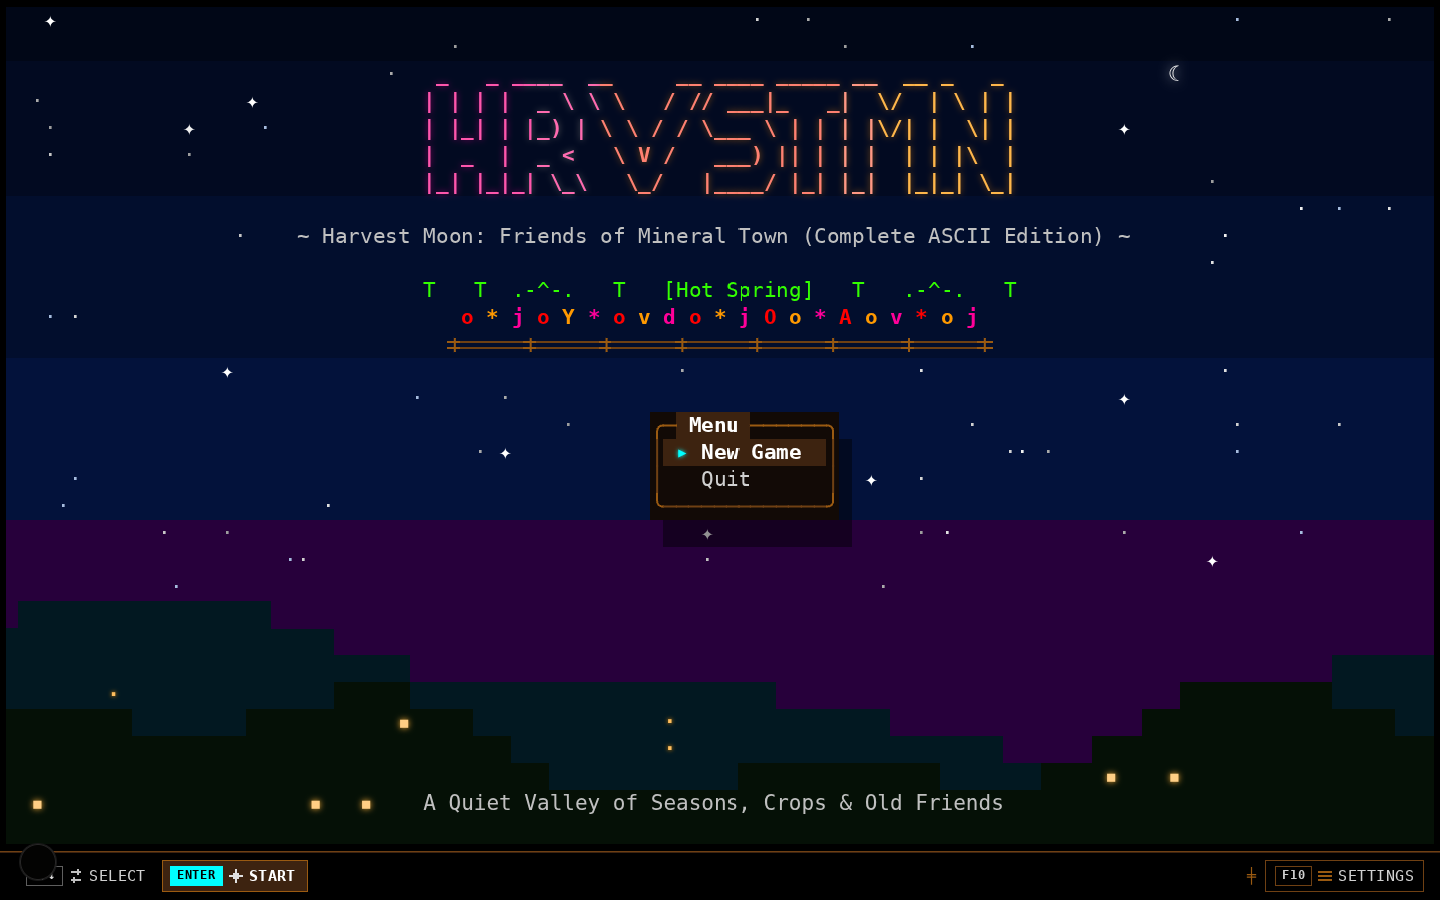 HRVSTMN
~ Harvest Moon: Friends of Mineral Town (Complete ASCII Edition) ~
T T .-^-. T [Hot Spring] T .-^-. T
o * j o Y * o v d o * j O o * A o v * o j
Menu
▸ New Game
Quit
A Quiet Valley of Seasons, Crops & Old Friends
SELECT
ENTER START
F10 SETTINGS